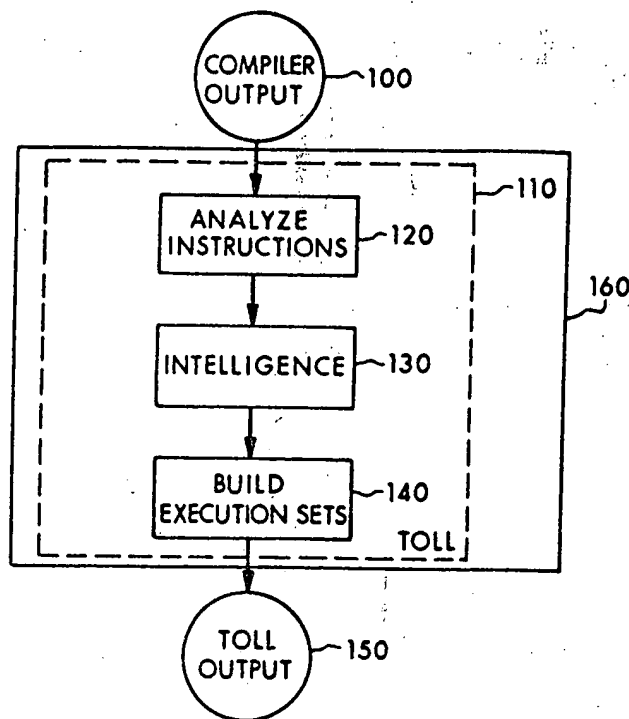 COMPILER
OUTPUT
100
110
ANALYZE
INSTRUCTIONS
120
160
INTELLIGENCE
130
BUILD
EXECUTION SETS
140
TOLL
TOLL
OUTPUT
150